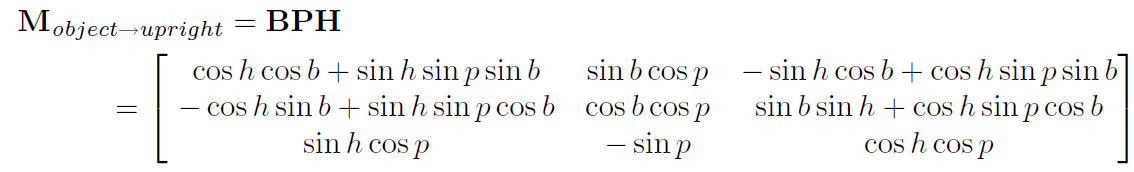 M_{object→upright} = BPH
= [ cos h cos b + sin h sin p sin b   sin b cos p   − sin h cos b + cos h sin p sin b
− cos h sin b + sin h sin p cos b   cos b cos p   sin b sin h + cos h sin p cos b
sin h cos p   − sin p   cos h cos p ]